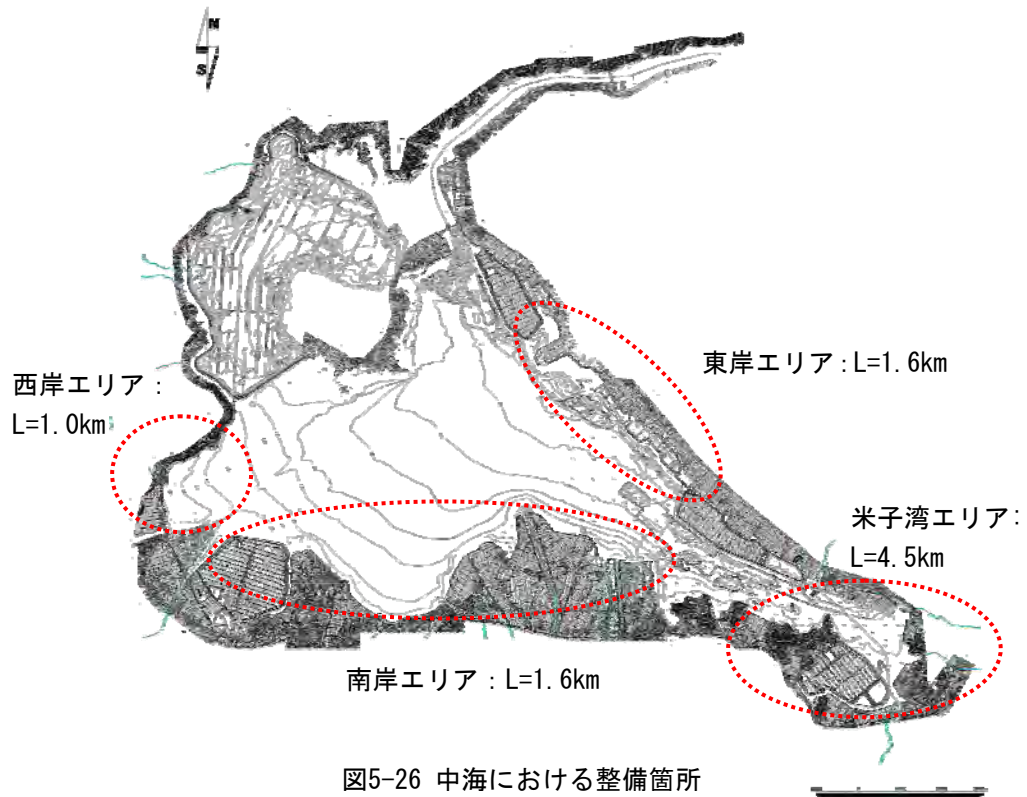 N
S
東岸エリア：L=1.6km
西岸エリア：
L=1.0km
米子湾エリア：
L=4.5km
南岸エリア：L=1.6km
図5-26 中海における整備箇所